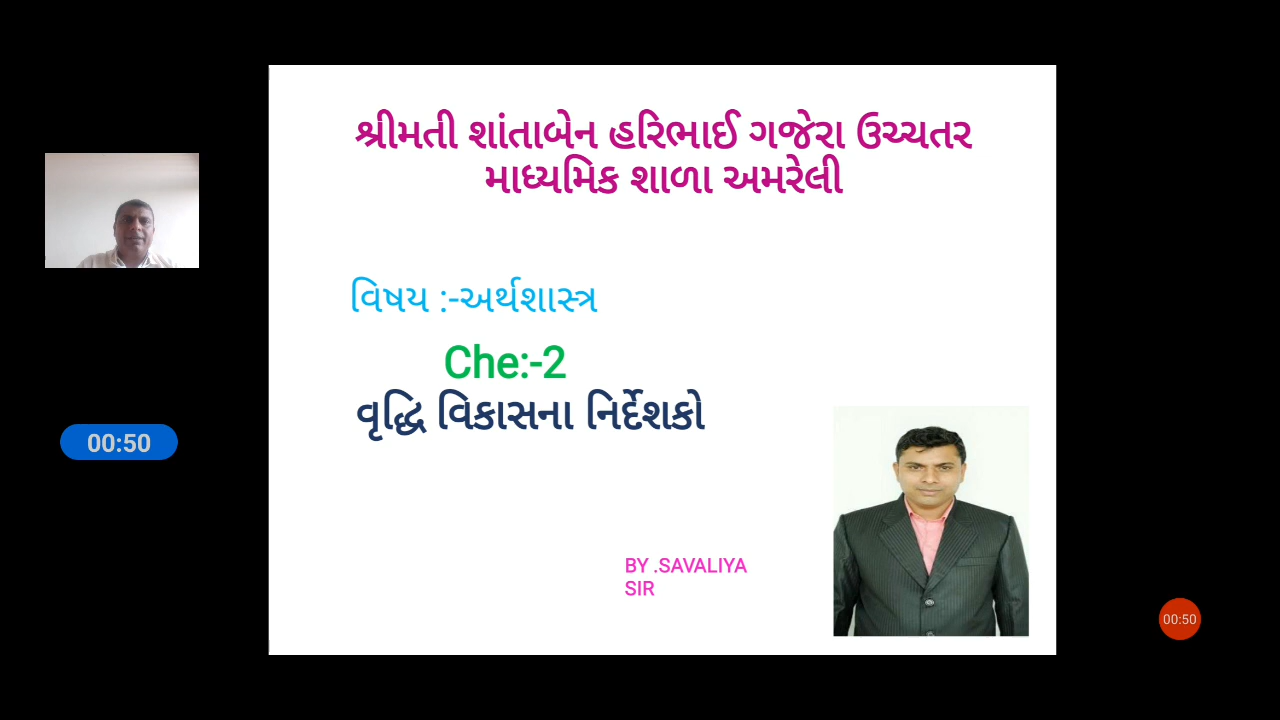 શ્રીમતી શાંતાબેન હરિભાઈ ગજેરા ઉચ્ચતર
માધ્યમિક શાળા અમરેલી
વિષય :-અર્થશાસ્ત્ર
Che:-2
વૃદ્ધિ વિકાસના નિર્દેશકો
00:50
BY .SAVALIYA
SIR
00:50